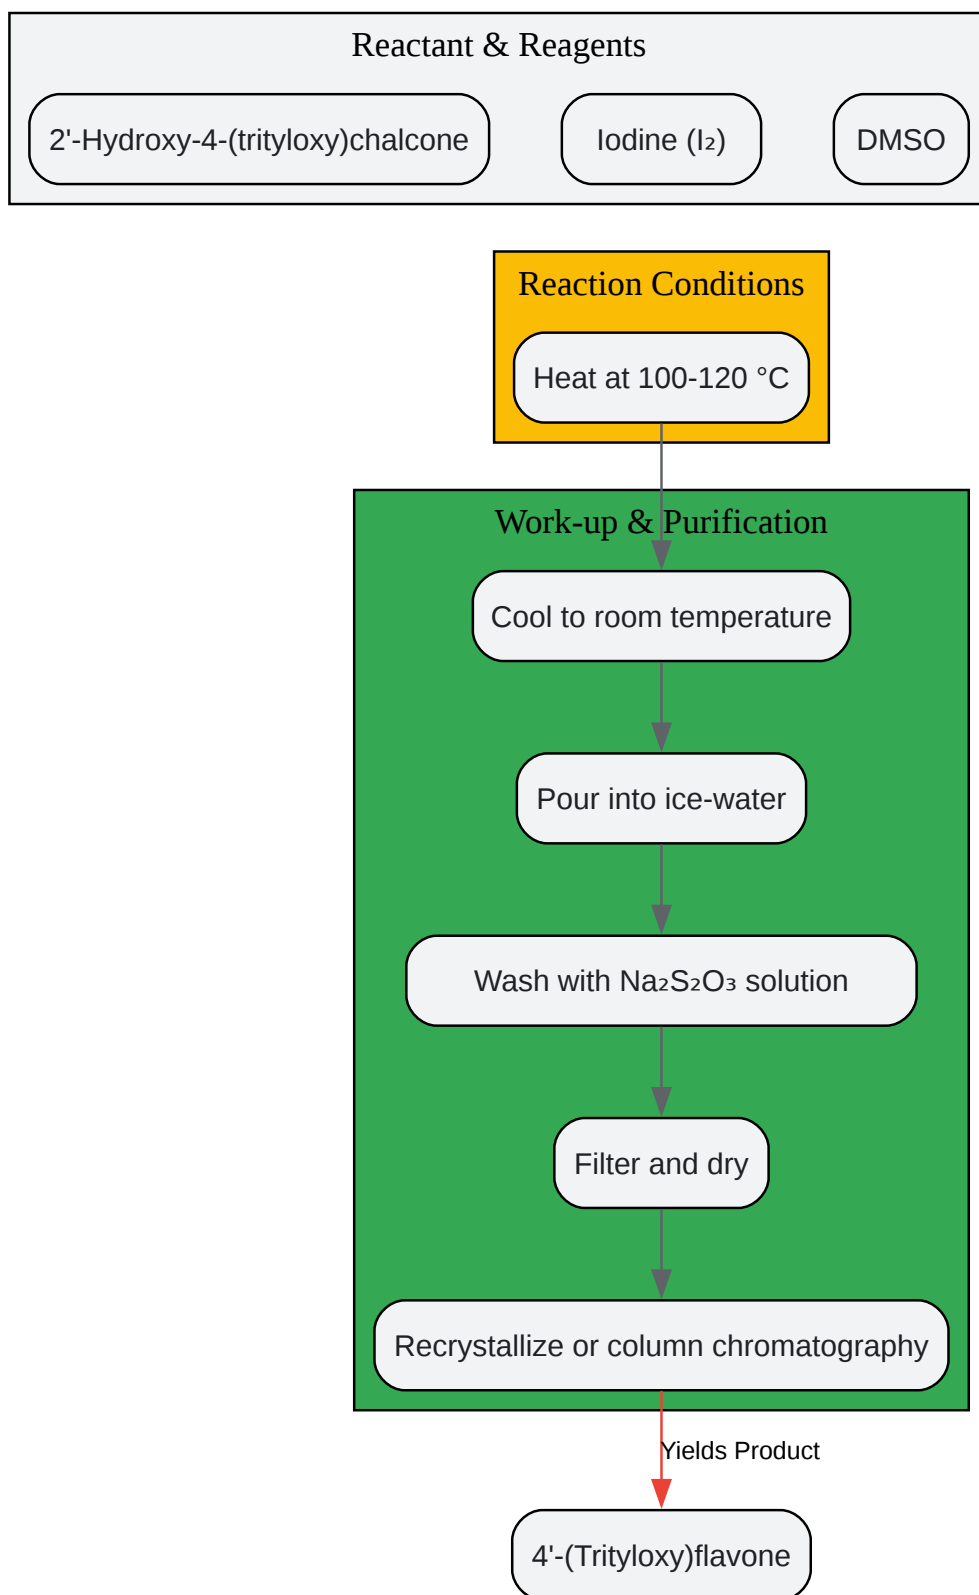 Reactant & Reagents
2'-Hydroxy-4-(trityloxy)chalcone
Iodine (I₂)
DMSO
Reaction Conditions
Heat at 100-120 °C
Work-up & Purification
Cool to room temperature
Pour into ice-water
Wash with Na₂S₂O₃ solution
Filter and dry
Recrystallize or column chromatography
Yields Product
4'-(Trityloxy)flavone